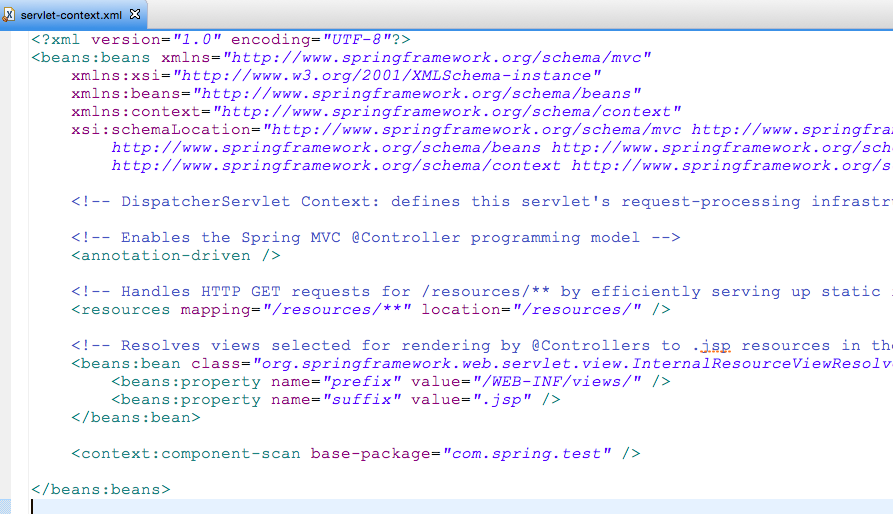 servlet-context.xml
<?xml version="1.0" encoding="UTF-8"?>
<beans:beans xmlns="http://www.springframework.org/schema/mvc"
xmlns:xsi="http://www.w3.org/2001/XMLSchema-instance"
xmlns:beans="http://www.springframework.org/schema/beans"
xmlns:context="http://www.springframework.org/schema/context"
xsi:schemaLocation="http://www.springframework.org/schema/mvc http://www.springfra
http://www.springframework.org/schema/beans http://www.springframework.org/sch
http://www.springframework.org/schema/context http://www.springframework.org/s
<!-- DispatcherServlet Context: defines this servlet's request-processing infrastr
<!-- Enables the Spring MVC @Controller programming model -->
<annotation-driven />
<!-- Handles HTTP GET requests for /resources/** by efficiently serving up static
<resources mapping="/resources/**" location="/resources/" />
<!-- Resolves views selected for rendering by @Controllers to .jsp resources in the
<beans:bean class="org.springframework.web.servlet.view.InternalResourceViewResolv
<beans:property name="prefix" value="/WEB-INF/views/" />
<beans:property name="suffix" value=".jsp" />
</beans:bean>
<context:component-scan base-package="com.spring.test" />
</beans:beans>